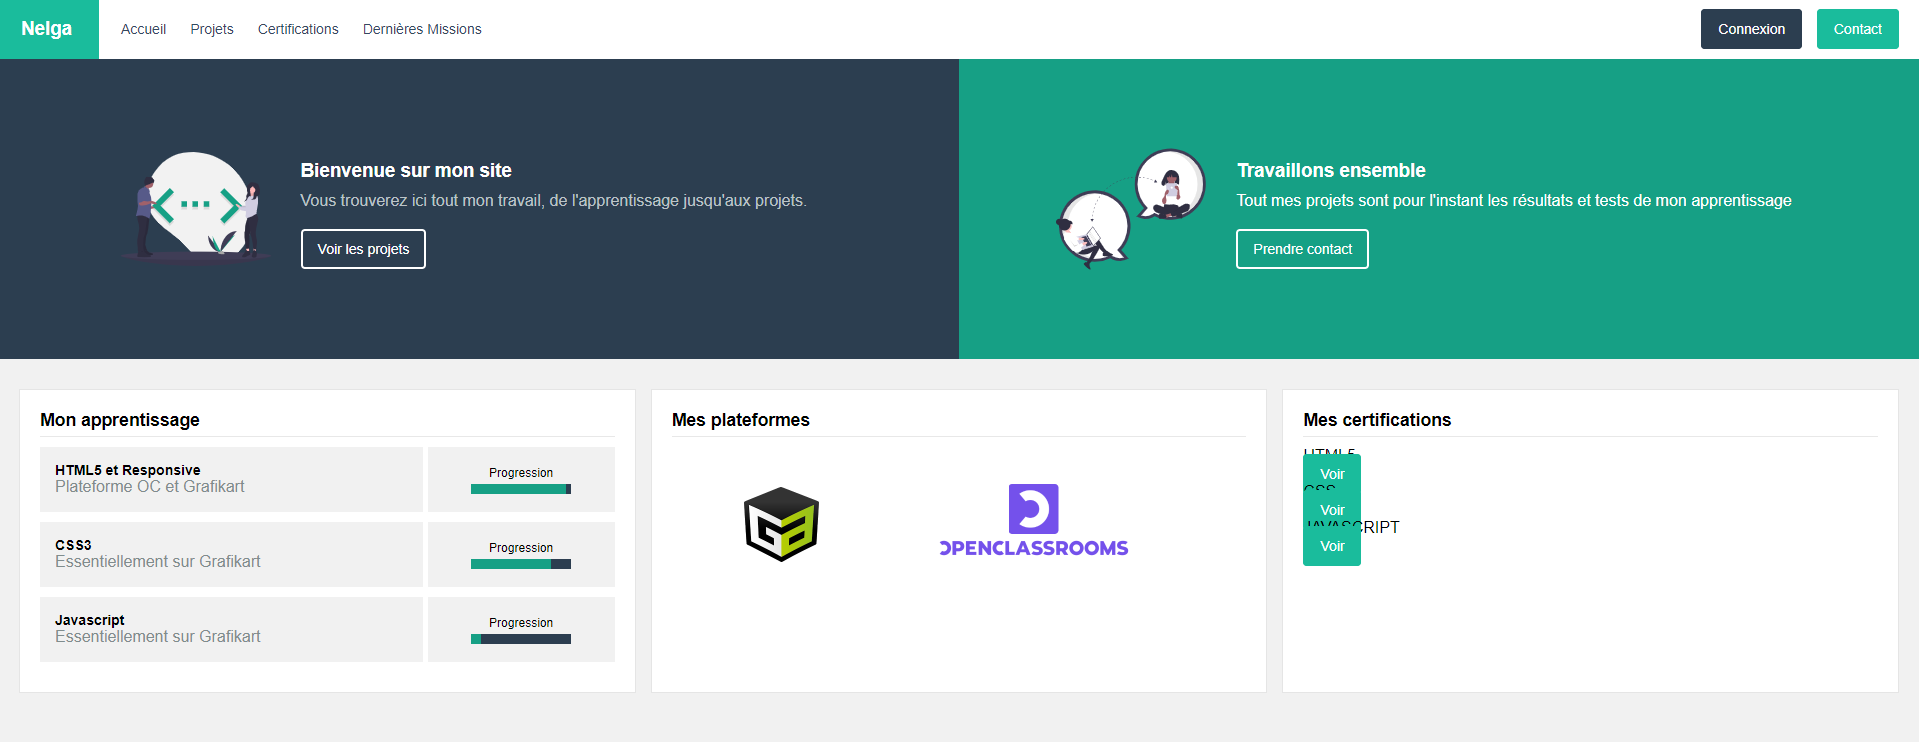 Nelga
Accueil Projets Certifications Dernières Missions
Connexion Contact
Bienvenue sur mon site
Vous trouverez ici tout mon travail, de l'apprentissage jusqu'aux projets.
Voir les projets
Travaillons ensemble
Tout mes projets sont pour l'instant les résultats et tests de mon apprentissage
Prendre contact
Mon apprentissage
HTML5 et Responsive
Plateforme OC et Grafikart
Progression
CSS3
Essentiellement sur Grafikart
Progression
Javascript
Essentiellement sur Grafikart
Progression
Mes plateformes
OPENCLASSROOMS
Mes certifications
HTML5
Voir
CSS
Voir
JAVASCRIPT
Voir